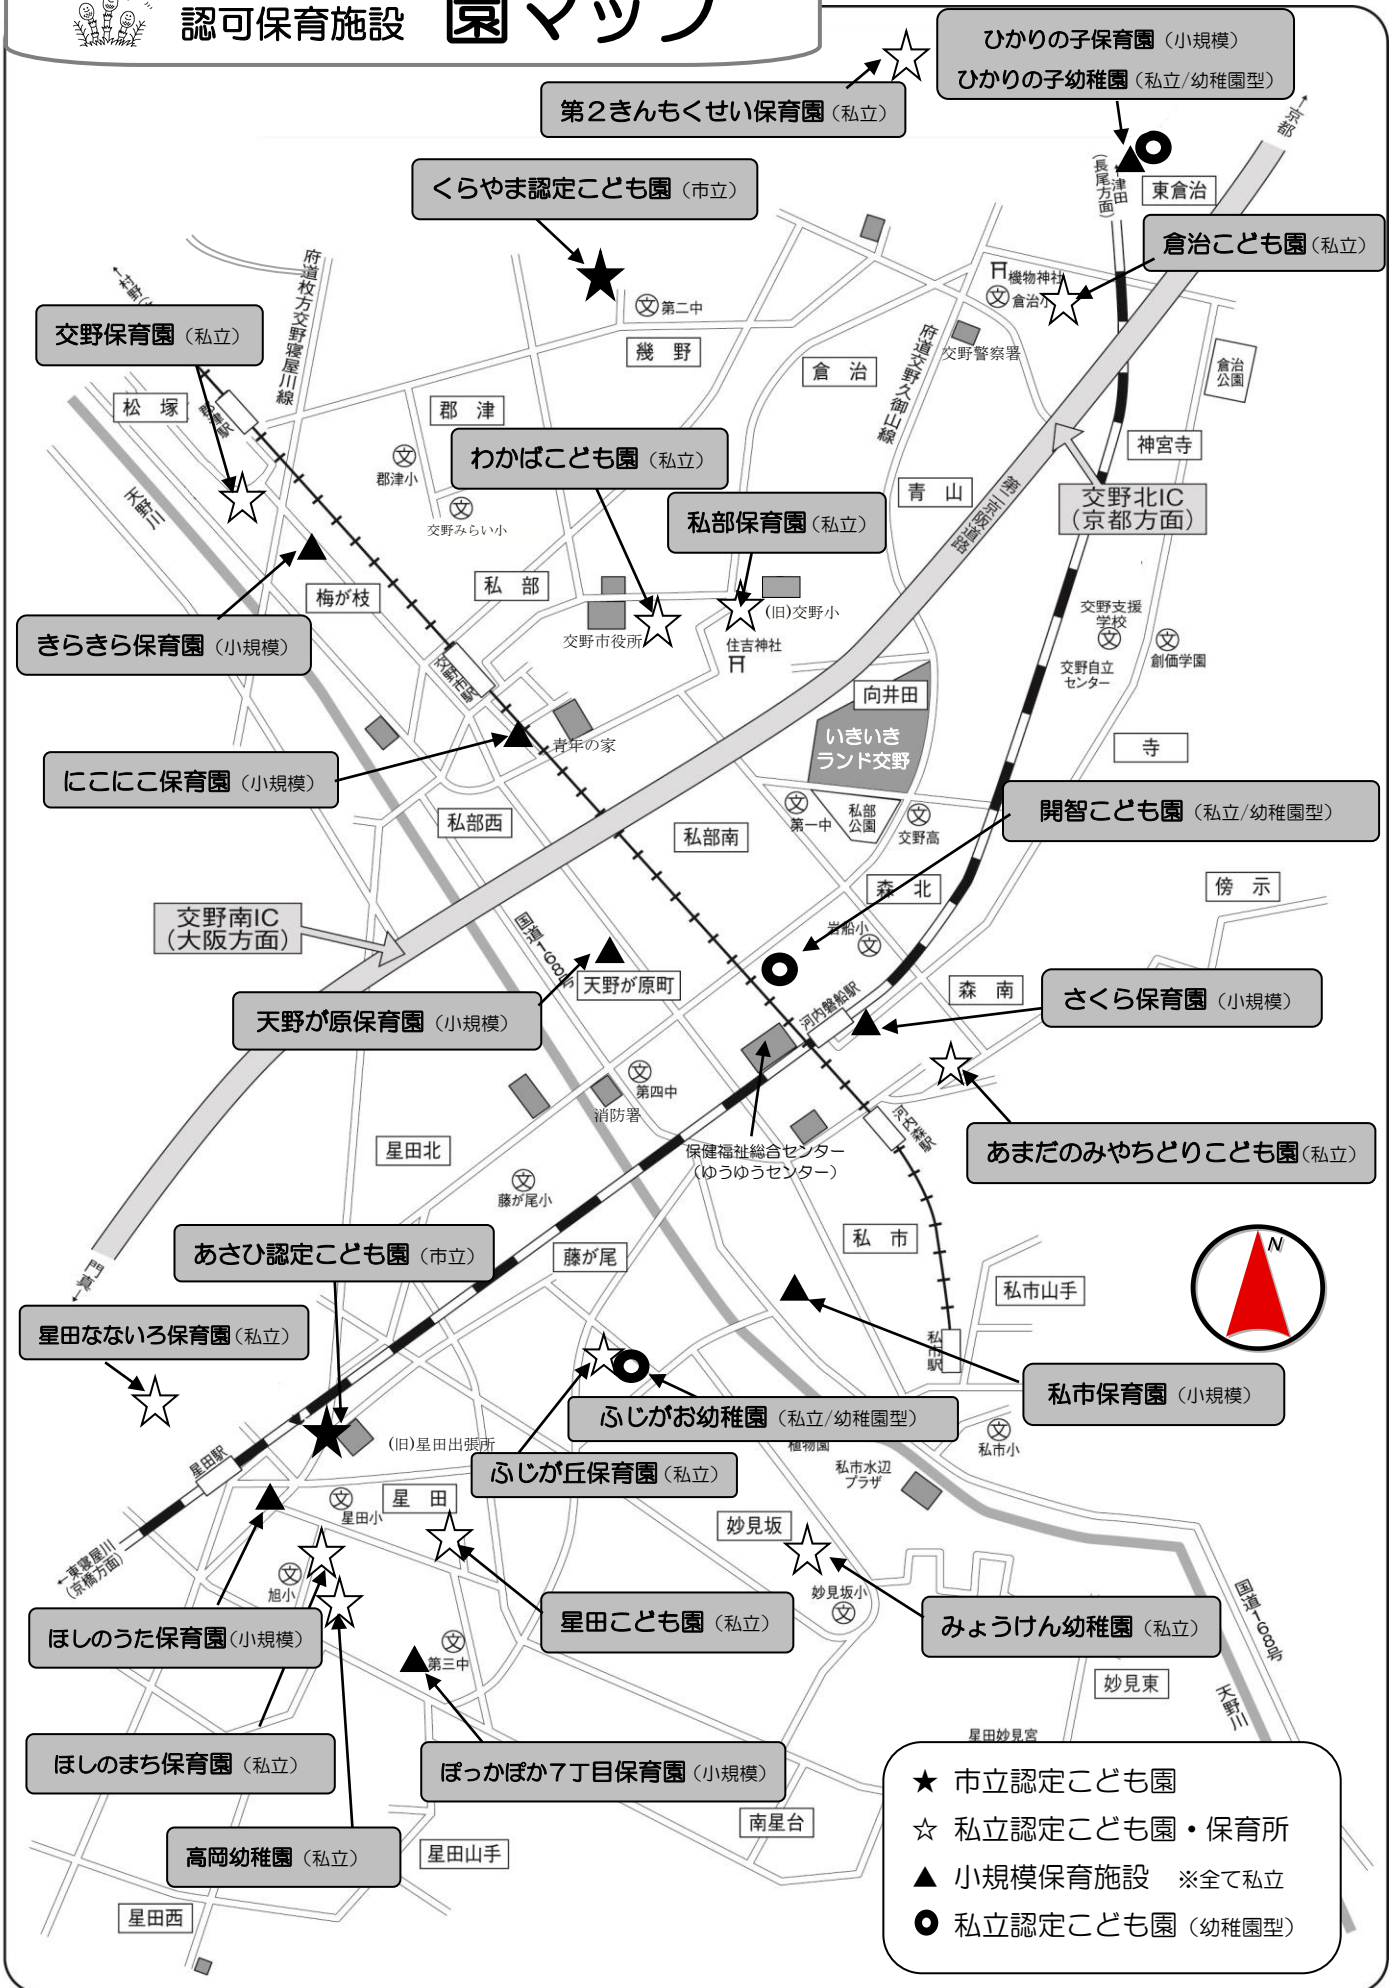 認可保育施設 園マップ
ひかりの子保育園（小規模）
ひかりの子幼稚園（私立/幼稚園型）
第２きんもくせい保育園（私立）
→京都
くらやま認定こども園（市立）
津田
（長尾方面）
東倉治
倉治こども園（私立）
府道枚方交野寝屋川線
機物神社
文 倉治小
文 第二中
交野保育園（私立）
幾 野
交野警察署
倉 治
府道交野久御山線
倉治
公園
松 塚
郡津駅
郡 津
わかばこども園（私立）
文
郡津小
神宮寺
天野川
文
交野みらい小
青 山
第二京阪道路
交野北IC
（京都方面）
私部保育園（私立）
梅が枝
私 部
(旧)交野小
交野市役所
住吉神社
交野支援
学校
文
文
創価学園
交野自立
センター
きらきら保育園（小規模）
交野市駅
向井田
いきいき
ランド交野
青年の家
寺
にこにこ保育園（小規模）
私部西
私部南
文
第一中
私部
公園
文
交野高
開智こども園（私立/幼稚園型）
森 北
傍 示
交野南IC
（大阪方面）
国道168号
岩船小
文
天野が原町
森 南
さくら保育園（小規模）
天野が原保育園（小規模）
河内磐船駅
文
第四中
消防署
河内森駅
星田北
保健福祉総合センター
（ゆうゆうセンター）
あまだのみやちどりこども園（私立）
文
藤が尾小
私 市
あさひ認定こども園（市立）
藤が尾
門真→
私市山手
N
星田なないろ保育園（私立）
私市駅
私市保育園（小規模）
ふじがお幼稚園（私立/幼稚園型）
(旧)星田出張所
植物園
文
私市小
星田駅
ふじが丘保育園（私立）
私市水辺
プラザ
文
星田小
星 田
妙見坂
←東寝屋川
（京橋方面）
文
旭小
妙見坂小
文
国道168号
ほしのうた保育園（小規模）
星田こども園（私立）
みょうけん幼稚園（私立）
文
第三中
妙見東
天野川
星田妙見宮
ほしのまち保育園（私立）
ぽっかぽか７丁目保育園（小規模）
南星台
高岡幼稚園（私立）
星田山手
星田西
★ 市立認定こども園
☆ 私立認定こども園・保育所
▲ 小規模保育施設 ※全て私立
私立認定こども園（幼稚園型）